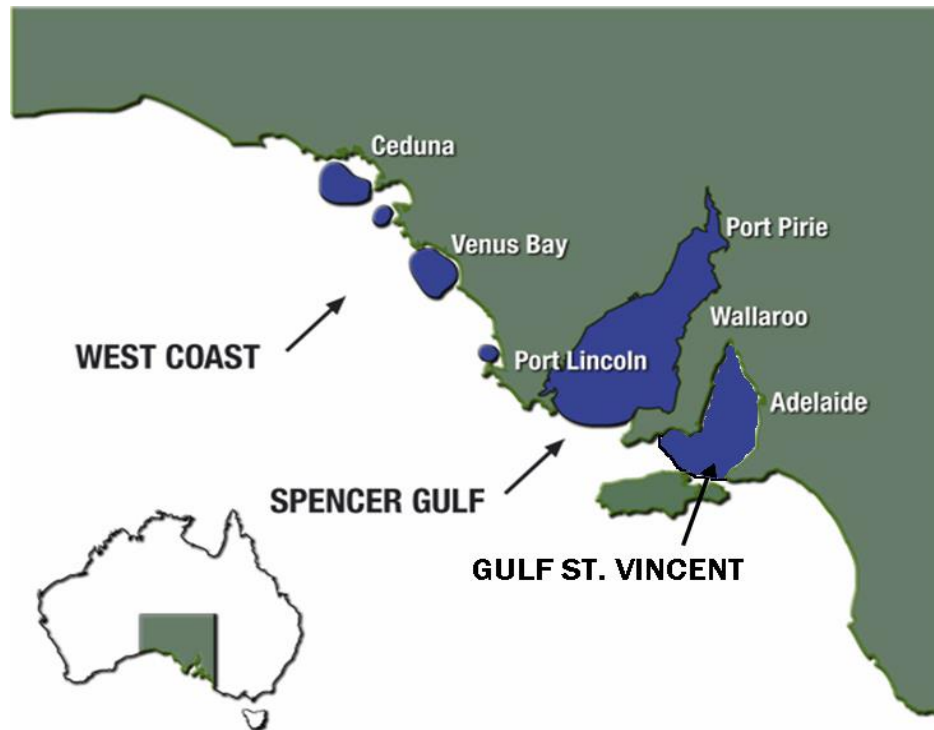 Ceduna
Port Pirie
Venus Bay
Wallaroo
WEST COAST
Port Lincoln
Adelaide
SPENCER GULF
GULF ST. VINCENT